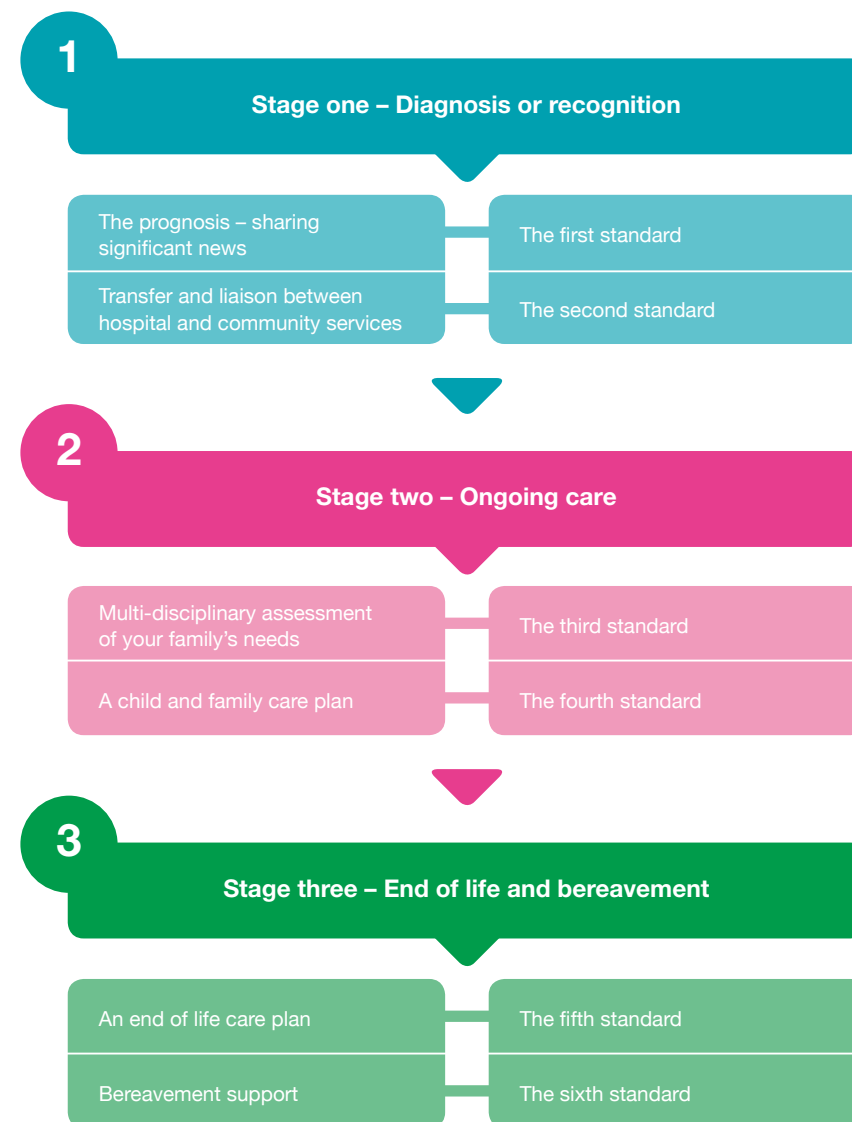 1
Stage one – Diagnosis or recognition
The prognosis – sharing
significant news
The first standard
Transfer and liaison between
hospital and community services
The second standard
2
Stage two – Ongoing care
Multi-disciplinary assessment
of your family’s needs
The third standard
A child and family care plan
The fourth standard
3
Stage three – End of life and bereavement
An end of life care plan
The fifth standard
Bereavement support
The sixth standard